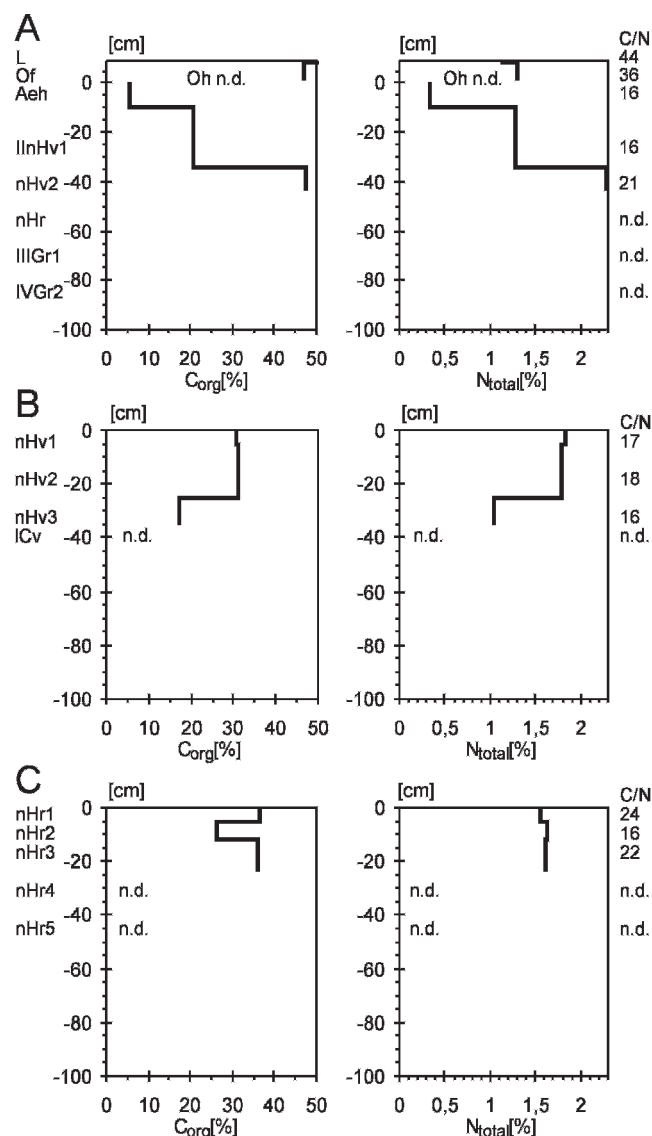 A
[cm]
C/N
L
44
Of
0
Oh n.d.
Oh n.d.
0
36
Aeh
16
-20
-20
IInHv1
16
nHv2
-40
-40
21
nHr
n.d.
-60
-60
IIIGr1
n.d.
-80
-80
IVGr2
n.d.
-100
-100
0 10 20 30 40 50
0 0,5 1 1,5 2
Corg[%]
Ntotal[%]
B
[cm]
[cm]
C/N
nHv1
0
0
17
nHv2
-20
-20
18
nHv3
16
-40
-40
lCv
n.d.
n.d.
n.d.
-60
-60
-80
-80
-100
-100
0 10 20 30 40 50
0 0,5 1 1,5 2
Corg[%]
Ntotal[%]
C
[cm]
[cm]
C/N
nHr1
0
0
24
nHr2
16
nHr3
22
-20
-20
nHr4
n.d.
n.d.
n.d.
-40
-40
nHr5
n.d.
n.d.
n.d.
-60
-60
-80
-80
-100
-100
0 10 20 30 40 50
0 0,5 1 1,5 2
Corg[%]
Ntotal[%]